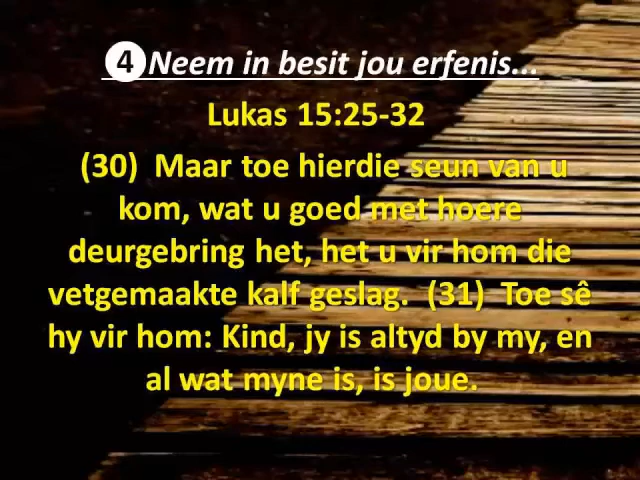 ❹ Neem in besit jou erfenis...
Lukas 15:25-32
(30) Maar toe hierdie seun van u
kom, wat u goed met hoere
deurgebring het, het u vir hom die
vetgemaakte kalf geslag. (31) Toe sê
hy vir hom: Kind, jy is altyd by my, en
al wat myne is, is joue.